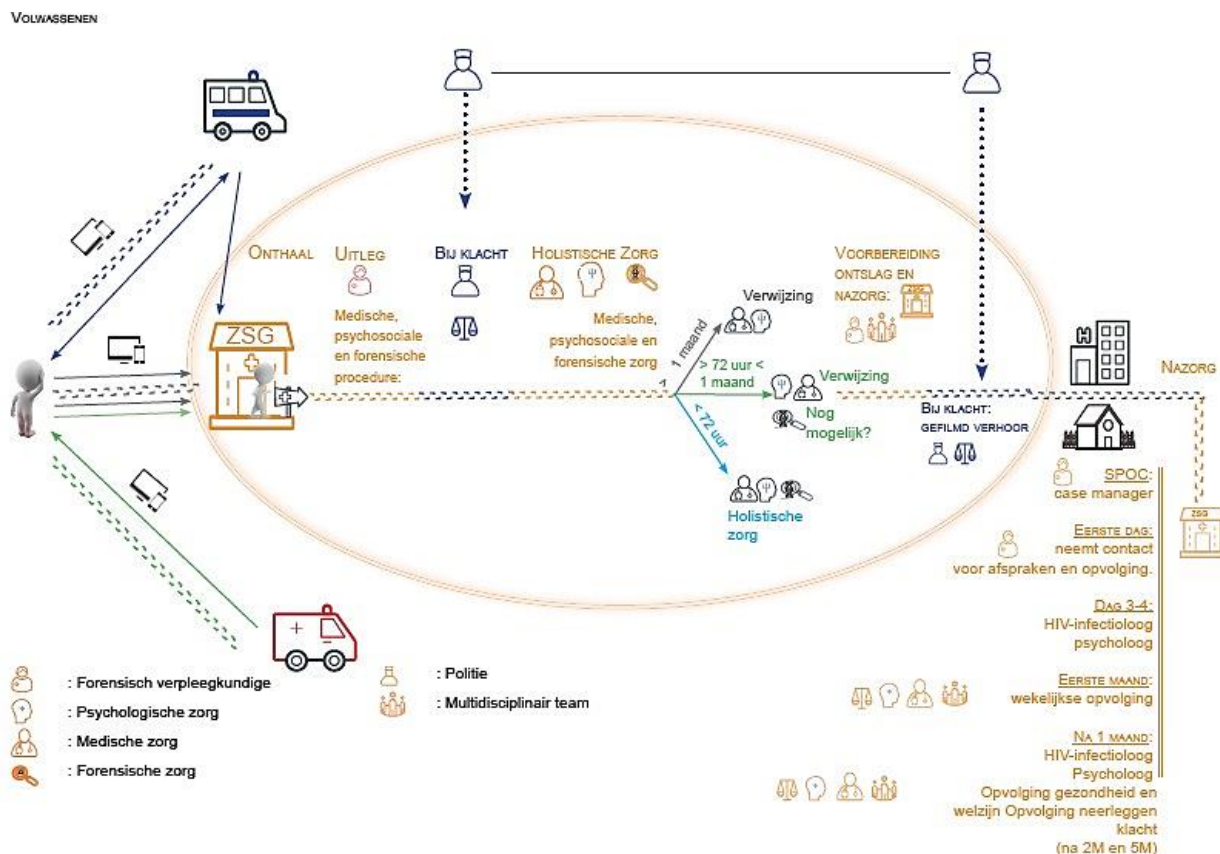 VOLWASSENEN
ONTHAAL
UITLEG
Medische,
psychosociale
en forensische
procedure:
BIJ KLACHT
HOLISTISCHE ZORG
Medische,
psychosociale en
forensische zorg
VOORBEREIDING
ONTSLAG EN
NAZORG:
ZSG
ZSG
> 1 maand
Verwijzing
> 72 uur <
1 maand
Verwijzing
Nog
mogelijk?
< 72 uur
Holistische
zorg
BIJ KLACHT:
GEFILMD VERHOOR
NAZORG
ZSG
SPOC:
case manager
EERSTE DAG:
neemt contact
voor afspraken en opvolging.
DAG 3-4:
HIV-infectioloog
psycholoog
EERSTE MAAND:
wekelijkse opvolging
NA 1 MAAND:
HIV-infectioloog
Psycholoog
Opvolging gezondheid en
welzijn Opvolging neerleggen
klacht
(na 2M en 5M)
: Forensisch verpleegkundige
: Psychologische zorg
: Medische zorg
: Forensische zorg
: Politie
: Multidisciplinair team